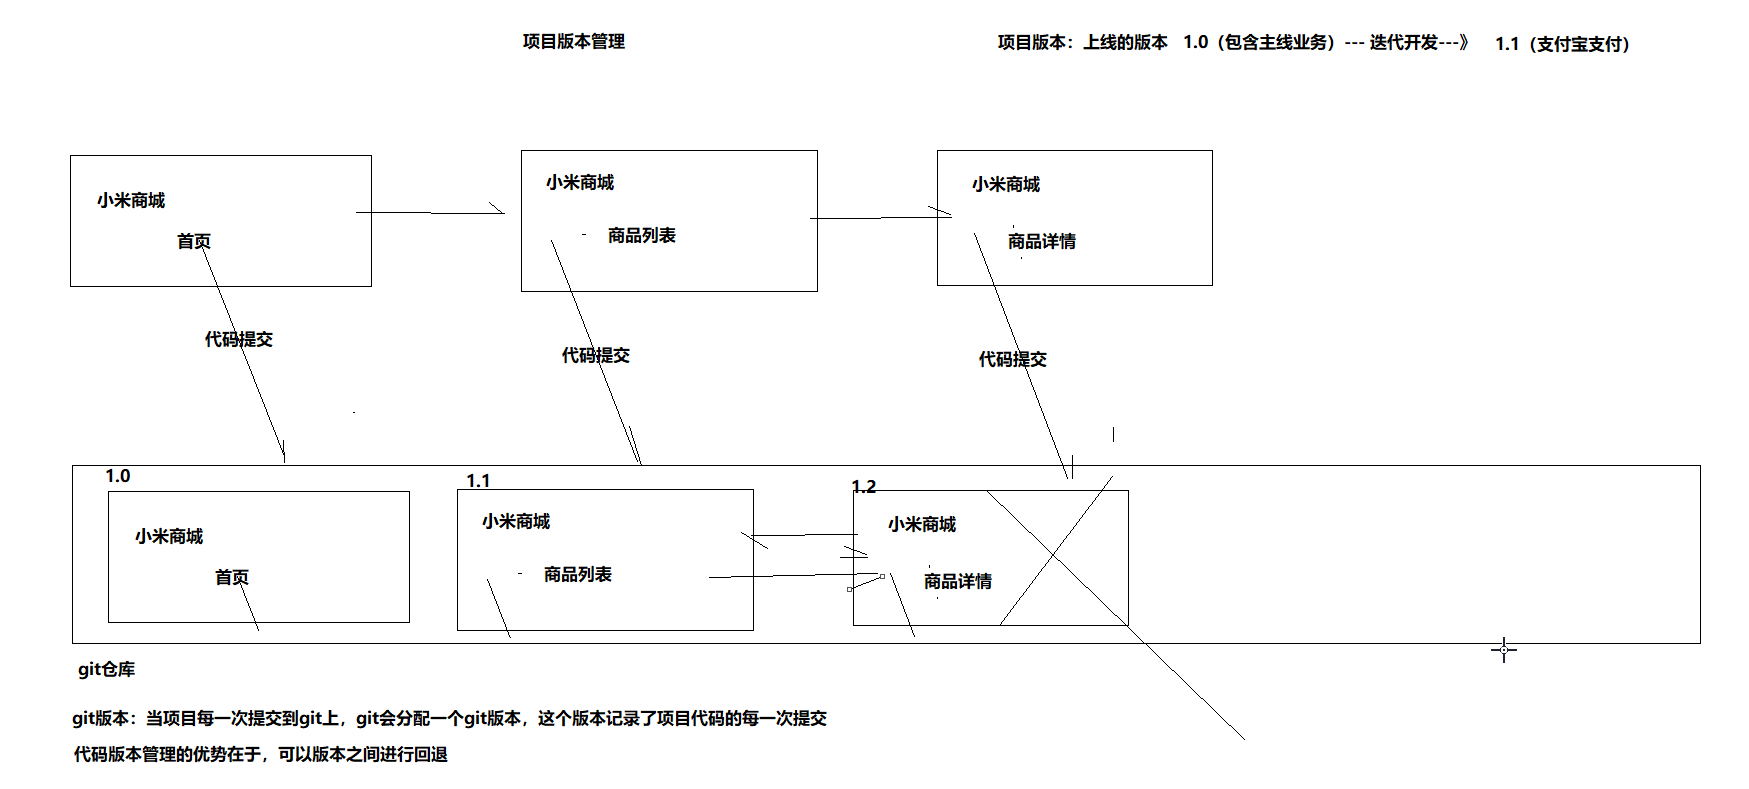 项目版本管理
项目版本：上线的版本 1.0（包含主线业务）--- 迭代开发---》 1.1（支付宝支付）
小米商城
首页
小米商城
商品列表
小米商城
商品详情
代码提交
代码提交
代码提交
1.0
小米商城
首页
1.1
小米商城
商品列表
1.2
小米商城
商品详情
git仓库
git版本：当项目每一次提交到git上，git会分配一个git版本，这个版本记录了项目代码的每一次提交
代码版本管理的优势在于，可以版本之间进行回退